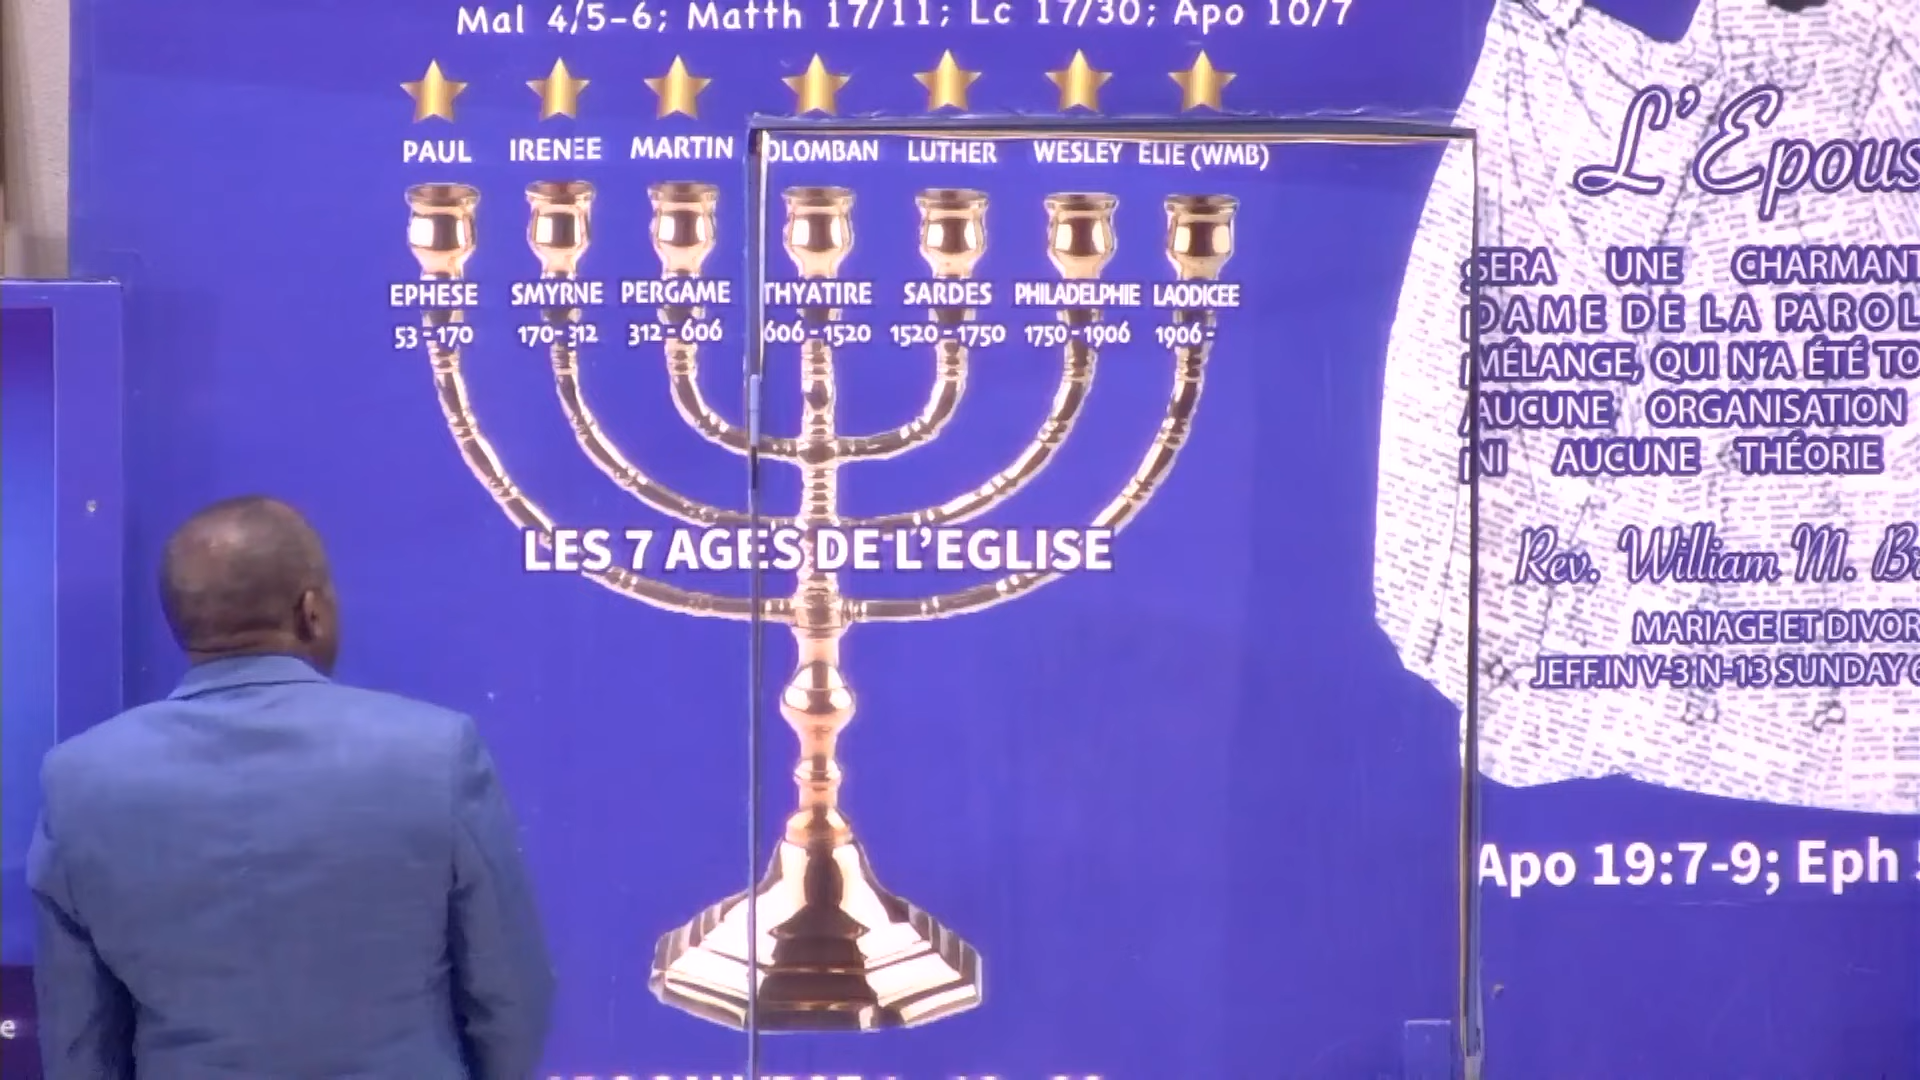 Mal 4/5-6; Matth 17/11; Lc 17/30; Apo 10/7
PAUL IRENEE MARTIN OLOMBAN LUTHER WESLEY ELIE (WMB)
EPHESE SMYRNE PERGAME THYATIRE SARDES PHILADELPHIE LAODICEE
53 - 170 170- 312 312 - 606 606 - 1520 1520 - 1750 1750 - 1906 1906 -
LES 7 AGES DE L'EGLISE
L'Epous
SERA UNE CHARMANT
DAME DE LA PAROL
MÉLANGE, QUI N'A ÉTÉ TO
AUCUNE ORGANISATION
NI AUCUNE THÉORIE
Rev. William M. Br
MARIAGE ET DIVOR
JEFF.IN V-3 N-13 SUNDAY
Apo 19:7-9; Eph
e